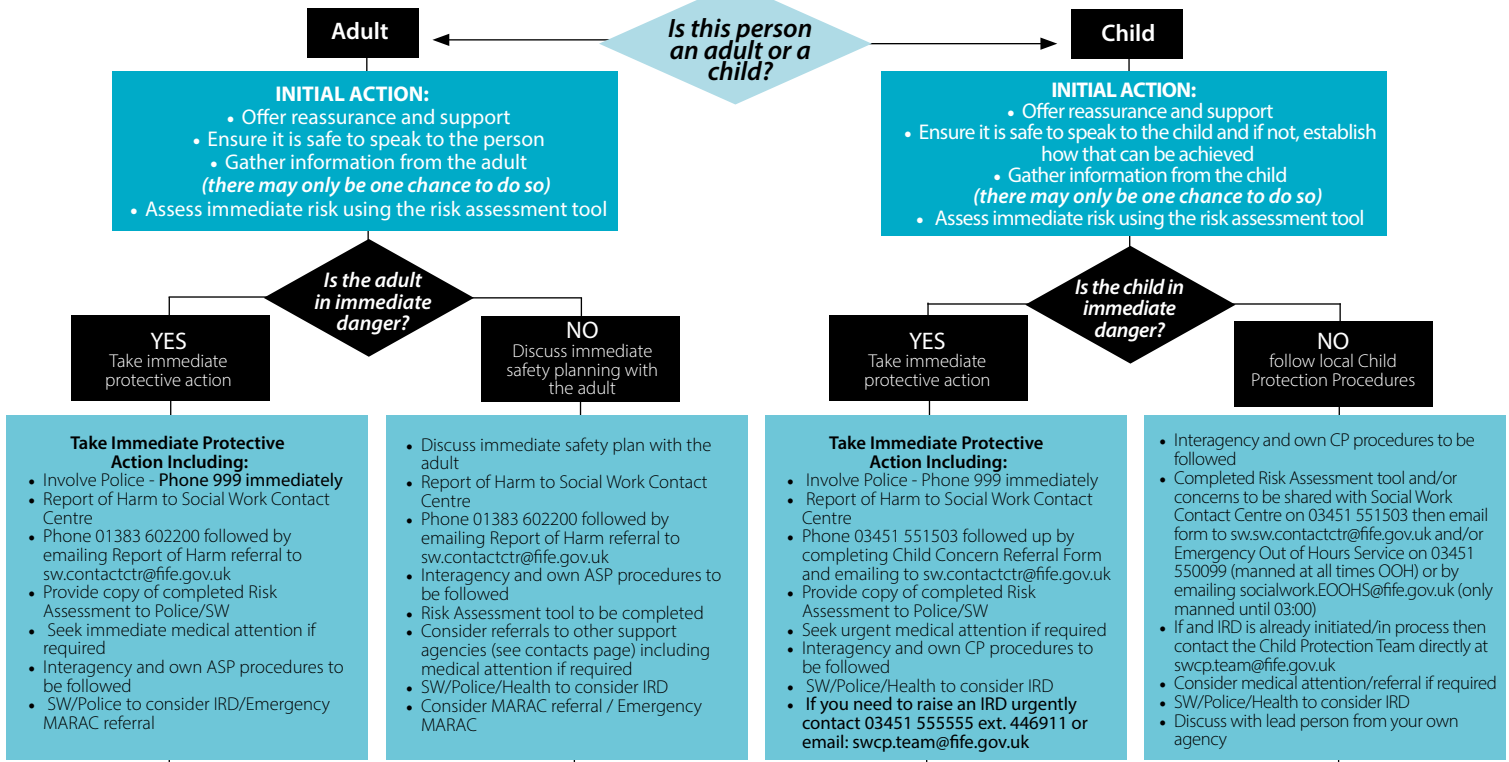 Is this person
an adult or a
child?
Adult
Child
INITIAL ACTION:
• Offer reassurance and support
• Ensure it is safe to speak to the person
• Gather information from the adult
(there may only be one chance to do so)
• Assess immediate risk using the risk assessment tool
INITIAL ACTION:
• Offer reassurance and support
• Ensure it is safe to speak to the child and if not, establish
how that can be achieved
• Gather information from the child
(there may only be one chance to do so)
• Assess immediate risk using the risk assessment tool
Is the adult
in immediate
danger?
YES
Take immediate
protective action
NO
Discuss immediate
safety planning with
the adult
Is the child in
immediate
danger?
YES
Take immediate
protective action
NO
follow local Child
Protection Procedures
Take Immediate Protective
Action Including:
• Involve Police - Phone 999 immediately
• Report of Harm to Social Work Contact
Centre
• Phone 01383 602200 followed by
emailing Report of Harm referral to
sw.contactctr@fife.gov.uk
• Provide copy of completed Risk
Assessment to Police/SW
• Seek immediate medical attention if
required
• Interagency and own ASP procedures to
be followed
• SW/Police to consider IRD/Emergency
MARAC referral
• Discuss immediate safety plan with the
adult
• Report of Harm to Social Work Contact
Centre
• Phone 01383 602200 followed by
emailing Report of Harm referral to
sw.contactctr@fife.gov.uk
• Interagency and own ASP procedures to
be followed
• Risk Assessment tool to be completed
• Consider referrals to other support
agencies (see contacts page) including
medical attention if required
• SW/Police/Health to consider IRD
• Consider MARAC referral / Emergency
MARAC
Take Immediate Protective
Action Including:
• Involve Police - Phone 999 immediately
• Report of Harm to Social Work Contact
Centre
• Phone 03451 551503 followed up by
completing Child Concern Referral Form
and emailing to sw.contactctr@fife.gov.uk
• Provide copy of completed Risk
Assessment to Police/SW
• Seek urgent medical attention if required
• Interagency and own CP procedures to
be followed
• SW/Police/Health to consider IRD
• If you need to raise an IRD urgently
contact 03451 555555 ext. 446911 or
email: swcp.team@fife.gov.uk
• Interagency and own CP procedures to be
followed
• Completed Risk Assessment tool and/or
concerns to be shared with Social Work
Contact Centre on 03451 551503 then email
form to sw.sw.contactctr@fife.gov.uk and/or
Emergency Out of Hours Service on 03451
550099 (manned at all times OOH) or by
emailing socialwork.EOOHS@fife.gov.uk (only
manned until 03:00)
• If and IRD is already initiated/in process then
contact the Child Protection Team directly at
swcp.team@fife.gov.uk
• Consider medical attention/referral if required
• SW/Police/Health to consider IRD
• Discuss with lead person from your own
agency